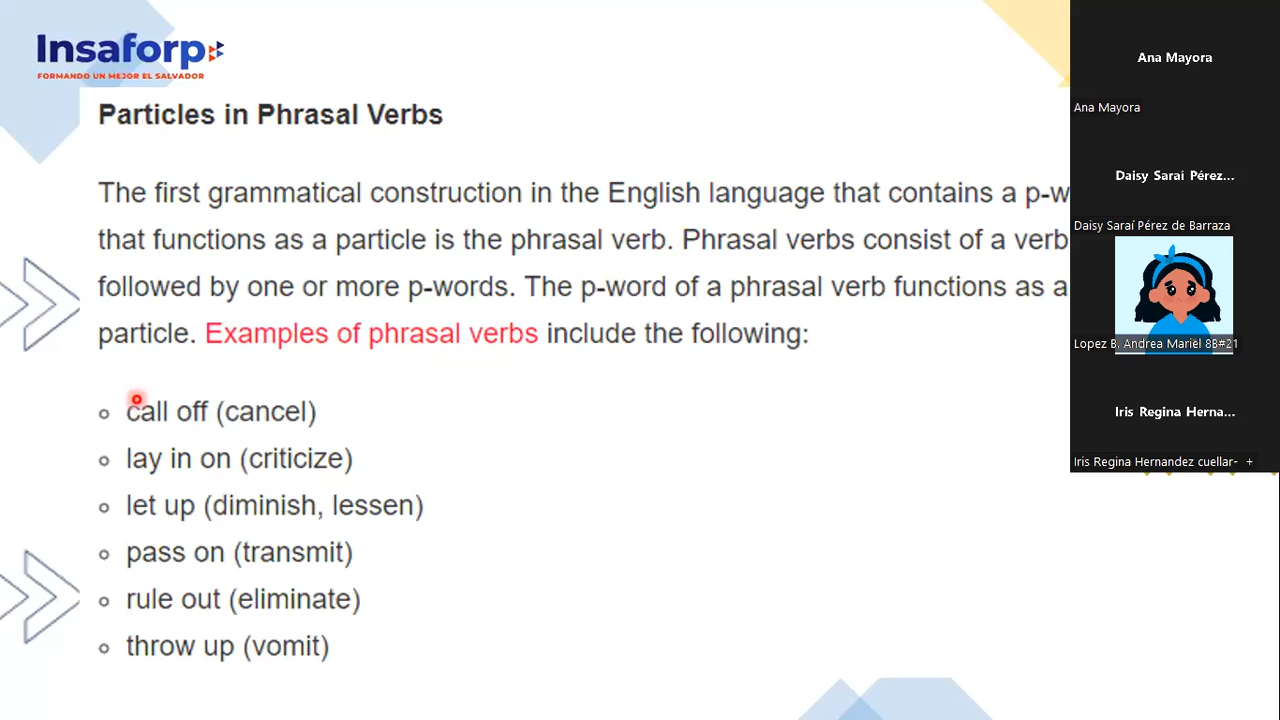 Insaforp
FORMANDO UN MEJOR EL SALVADOR
Particles in Phrasal Verbs
The first grammatical construction in the English language that contains a p-w
that functions as a particle is the phrasal verb. Phrasal verbs consist of a verb
followed by one or more p-words. The p-word of a phrasal verb functions as a
particle. Examples of phrasal verbs include the following:
call off (cancel)
lay in on (criticize)
let up (diminish, lessen)
pass on (transmit)
rule out (eliminate)
throw up (vomit)
Ana Mayora
Ana Mayora
Daisy Saraí Pérez...
Daisy Saraí Pérez de Barraza
Lopez B. Andrea Mariel 8B#21
Iris Regina Herna...
Iris Regina Hernandez cuellar- +